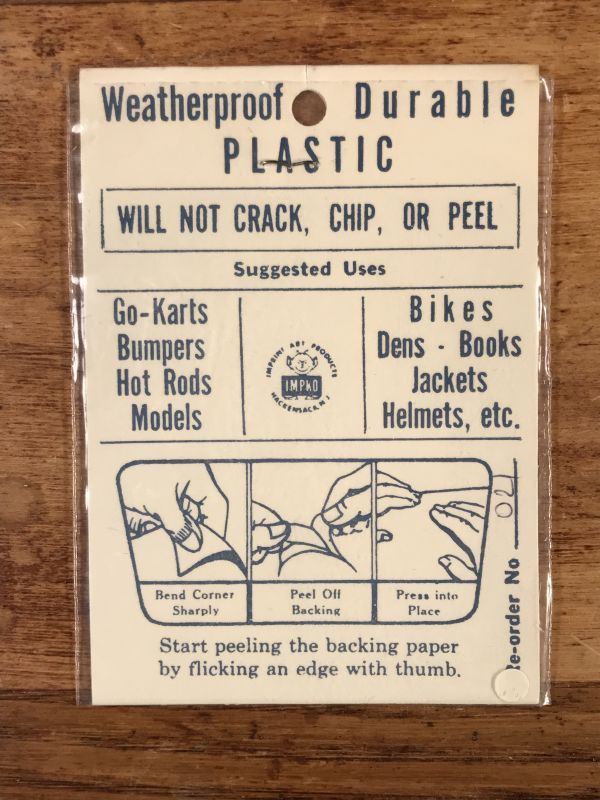 Weatherproof Durable
PLASTIC
WILL NOT CRACK, CHIP, OR PEEL
Suggested Uses
Go-Karts
Bumpers
Hot Rods
Models
IMPRINT ART PRODUCTS
IMPKO
HACKENSACK, N.J.
Bikes
Dens - Books
Jackets
Helmets, etc.
Bend Corner
Sharply
Peel Off
Backing
Press into
Place
Start peeling the backing paper
by flicking an edge with thumb.
Re-order No